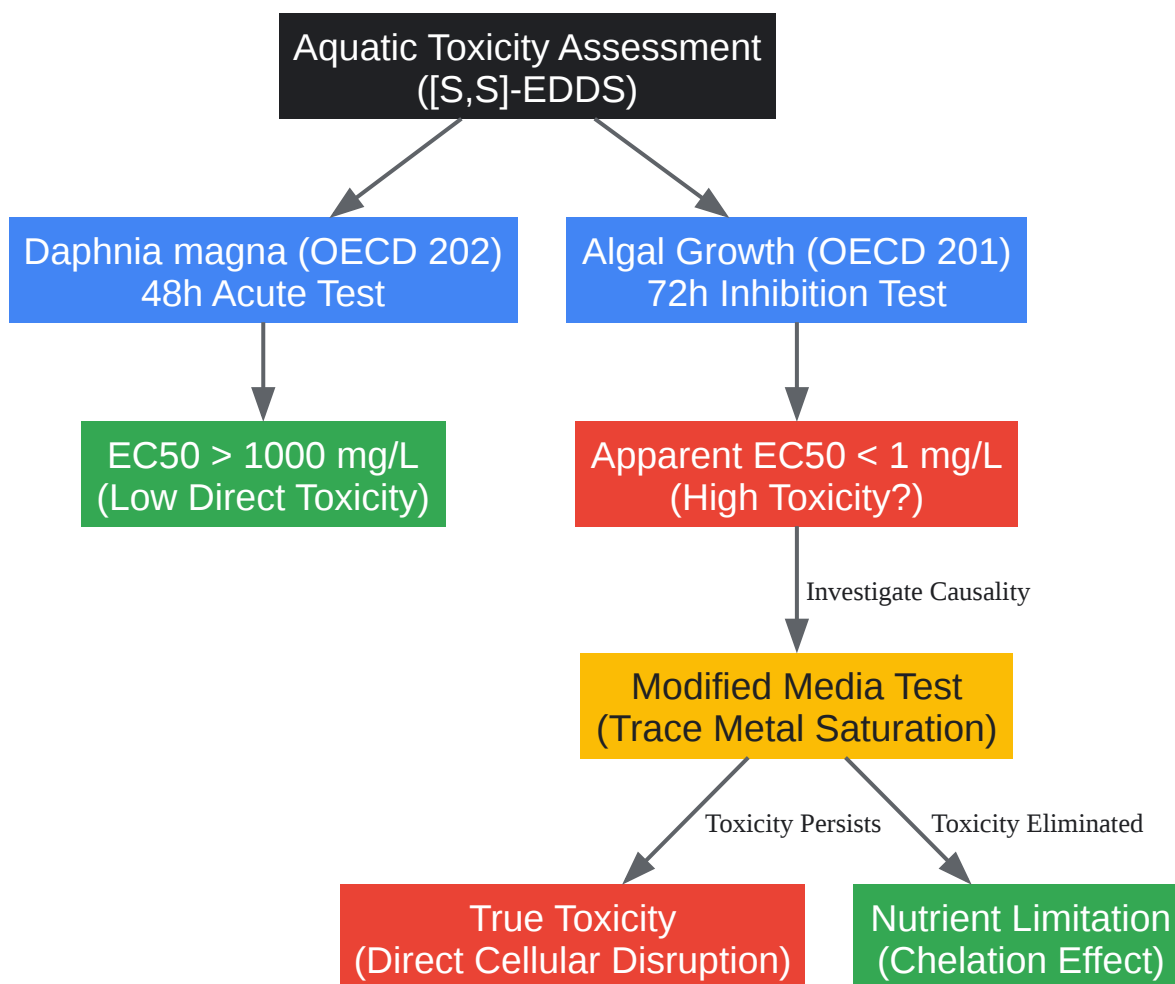 Aquatic Toxicity Assessment
([S,S]-EDDS)
Daphnia magna (OECD 202)
48h Acute Test
Algal Growth (OECD 201)
72h Inhibition Test
EC50 > 1000 mg/L
(Low Direct Toxicity)
Apparent EC50 < 1 mg/L
(High Toxicity?)
Investigate Causality
Modified Media Test
(Trace Metal Saturation)
Toxicity Persists
Toxicity Eliminated
True Toxicity
(Direct Cellular Disruption)
Nutrient Limitation
(Chelation Effect)